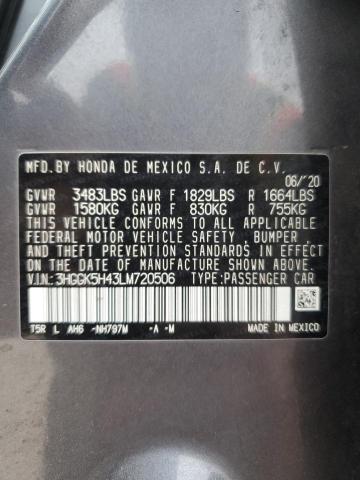 MFD.BY HONDA DE MEXICO S.A. DE C.V.
06/'20
GVWR 3483LBS GAWR F 1829LBS R 1664LBS
GVWR 1580KG GAWR F 830KG R 755KG
THIS VEHICLE CONFORMS TO ALL APPLICABLE
FEDERAL MOTOR VEHICLE SAFETY, BUMPER
AND THEFT PREVENTION STANDARDS IN EFFECT
ON THE DATE OF MANUFACTURE SHOWN ABOVE.
V.I.N.:3HGGK5H43LM720506 TYPE:PASSENGER CAR
T5R L AH6 -NH797M -A -M
MADE IN MEXICO